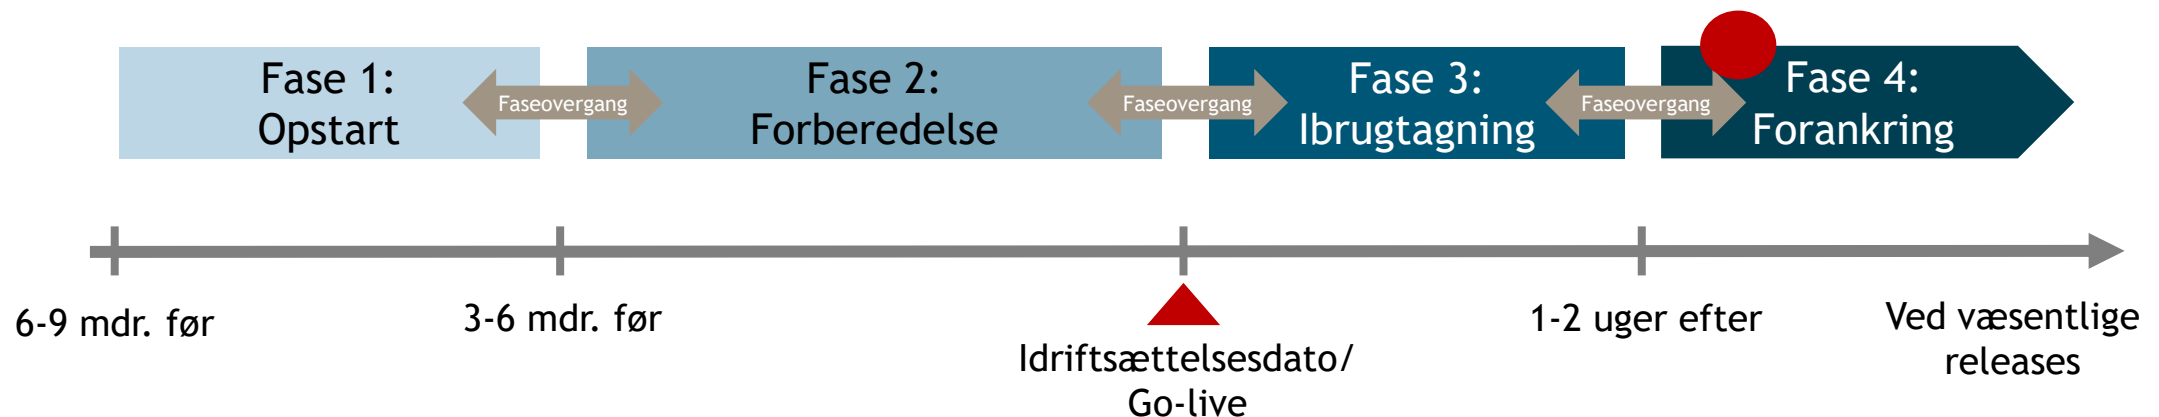 Fase 1:
Opstart
Faseovergang
Fase 2:
Forberedelse
Faseovergang
Fase 3:
Ibrugtagning
Faseovergang
Fase 4:
Forankring
6-9 mdr. før
3-6 mdr. før
Idriftsættelsesdato/
Go-live
1-2 uger efter
Ved væsentlige
releases